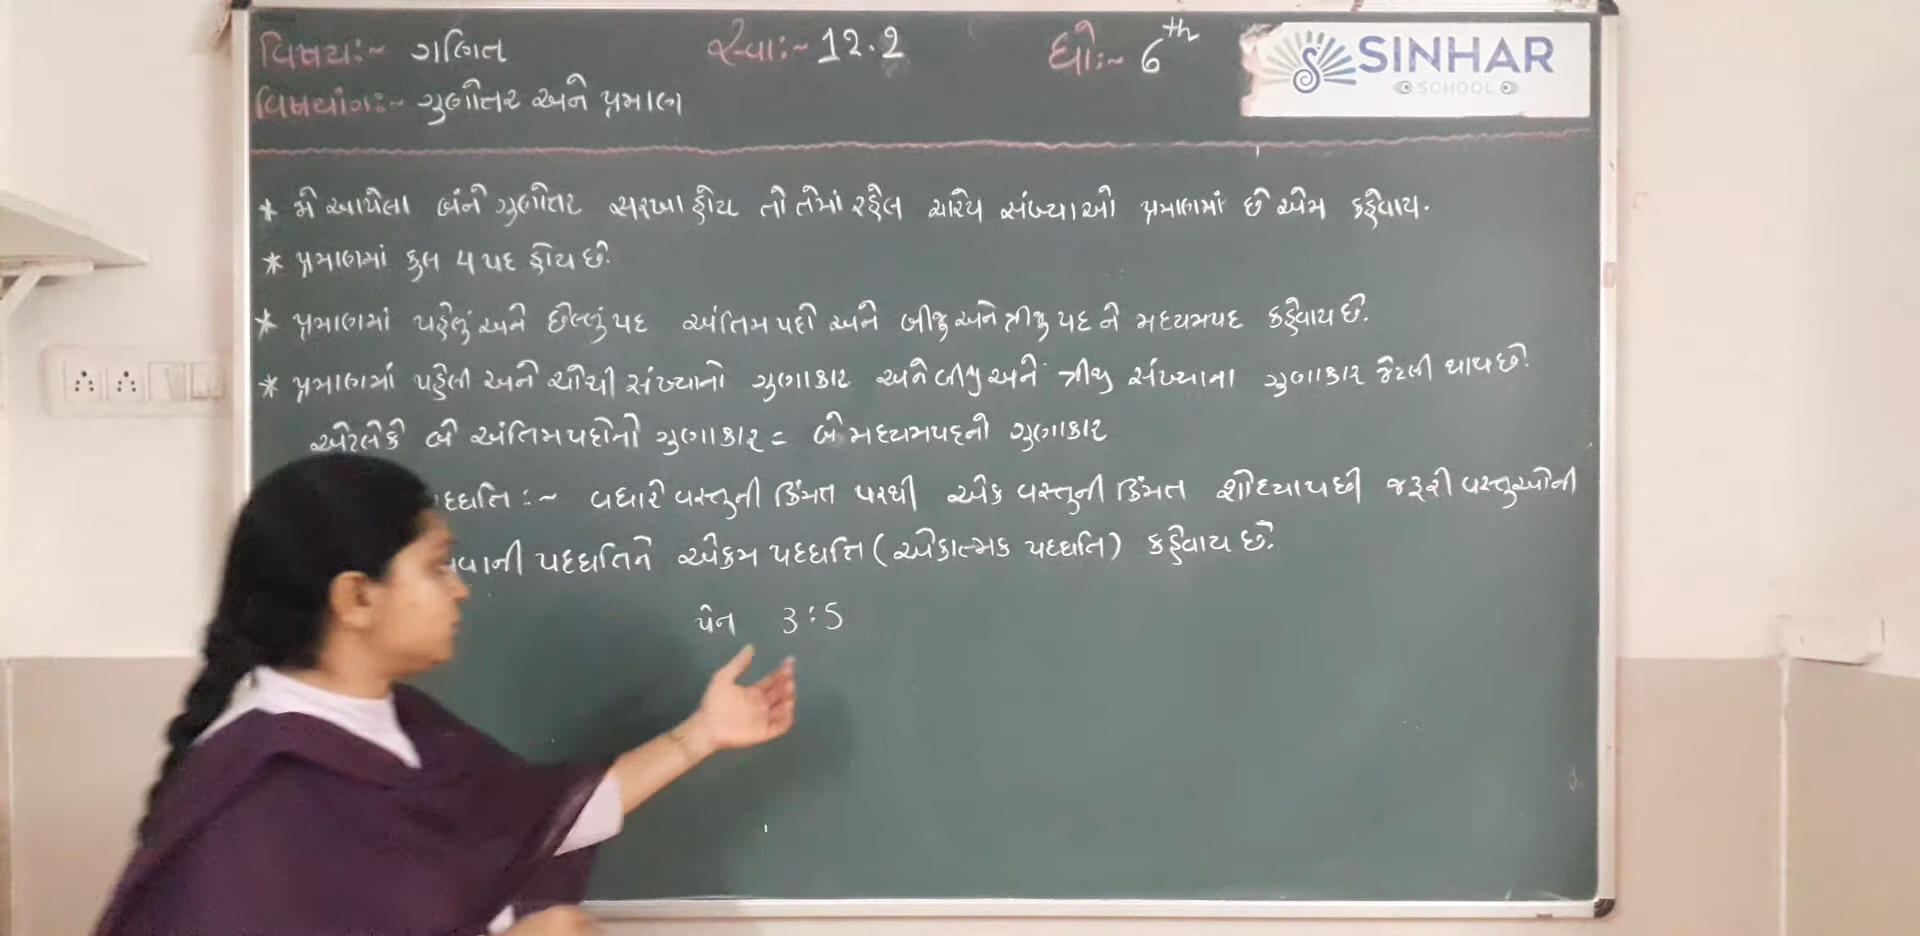 વિષય:~ ગણિત
સ્વા:~ 12.2
ધો:~ 6th
SINHAR
SCHOOL
વિષયાંગ:~ ગુણોત્તર અને પ્રમાણ
* જો આપેલા બંને ગુણોત્તર સરખા હોય તો તેમાં રહેલ ચારેય સંખ્યાઓ પ્રમાણમાં છે એમ કહેવાય.
* પ્રમાણમાં કુલ 4 પદ હોય છે.
* પ્રમાણમાં પહેલું અને છેલ્લું પદ અંતિમ પદો અને બીજુ અને ત્રીજુ પદ ને મધ્યમપદ કહેવાય છે.
* પ્રમાણમાં પહેલી અને ચોથી સંખ્યાનો ગુણાકાર અને બીજી અને ત્રીજી સંખ્યાના ગુણાકાર જેટલી થાય છે.
એટલેકે બે અંતિમપદોનો ગુણાકાર = બે મધ્યમપદનો ગુણાકાર
પદ્ધતિ :~ વધારે વસ્તુની કિંમત પરથી એક વસ્તુની કિંમત શોધ્યા પછી જરૂરી વસ્તુઓની
પદ્ધતિને એકમ પદ્ધતિ (એકાત્મક પદ્ધતિ) કહેવાય છે.
પેન 3:5